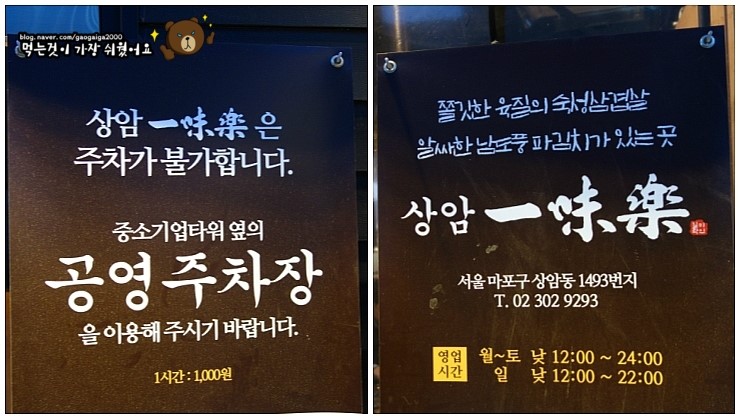 blog.naver.com/gaogaiga2000
먹는것이 가장 쉬웠어요
상암 一味楽 은
주차가 불가합니다.
중소기업타워 옆의
공영 주차장
을 이용해 주시기 바랍니다.
1시간 : 1,000원
쫄깃한 육질의 숙성삼겹살
알싸한 남도풍 파김치가 있는 곳
상암 一味楽
서울 마포구 상암동 1493번지
T. 02 302 9293
영업시간 월~토 낮 12:00 ~ 24:00
일 낮 12:00 ~ 22:00